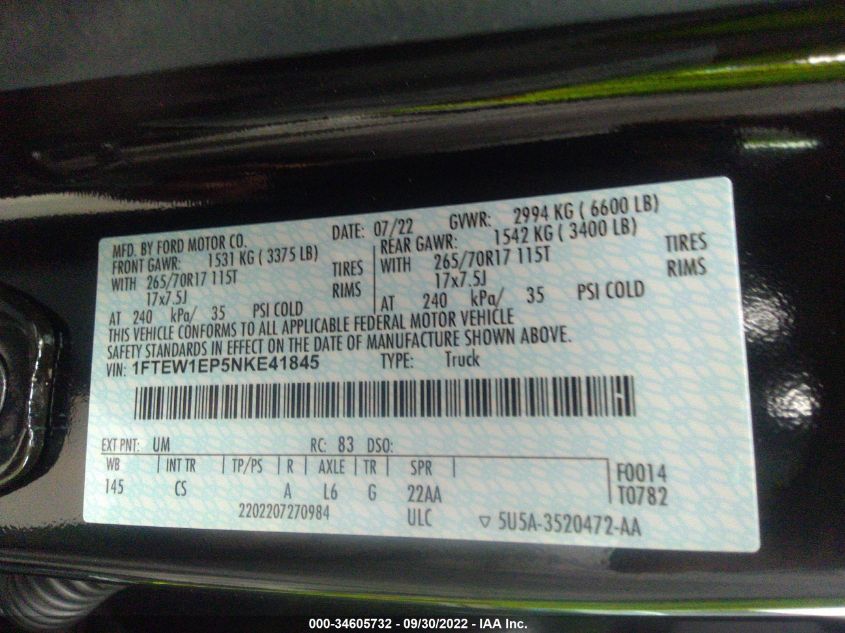 MFD. BY FORD MOTOR CO. DATE: 07/22 GVWR: 2994 KG ( 6600 LB)
FRONT GAWR: 1531 KG ( 3375 LB) REAR GAWR: 1542 KG ( 3400 LB)
WITH 265/70R17 115T TIRES WITH 265/70R17 115T TIRES
17x7.5J RIMS 17x7.5J RIMS
AT 240 kPa/ 35 PSI COLD AT 240 kPa/ 35 PSI COLD
THIS VEHICLE CONFORMS TO ALL APPLICABLE FEDERAL MOTOR VEHICLE
SAFETY STANDARDS IN EFFECT ON THE DATE OF MANUFACTURE SHOWN ABOVE.
VIN: 1FTEW1EP5NKE41845 TYPE: Truck
EXT PNT: UM RC: 83 DSO:
WB INT TR TP/PS R AXLE TR SPR F0014
145 CS A L6 G 22AA T0782
2202207270984 ULC ▽ 5U5A-3520472-AA
000-34605732 - 09/30/2022 - IAA Inc.